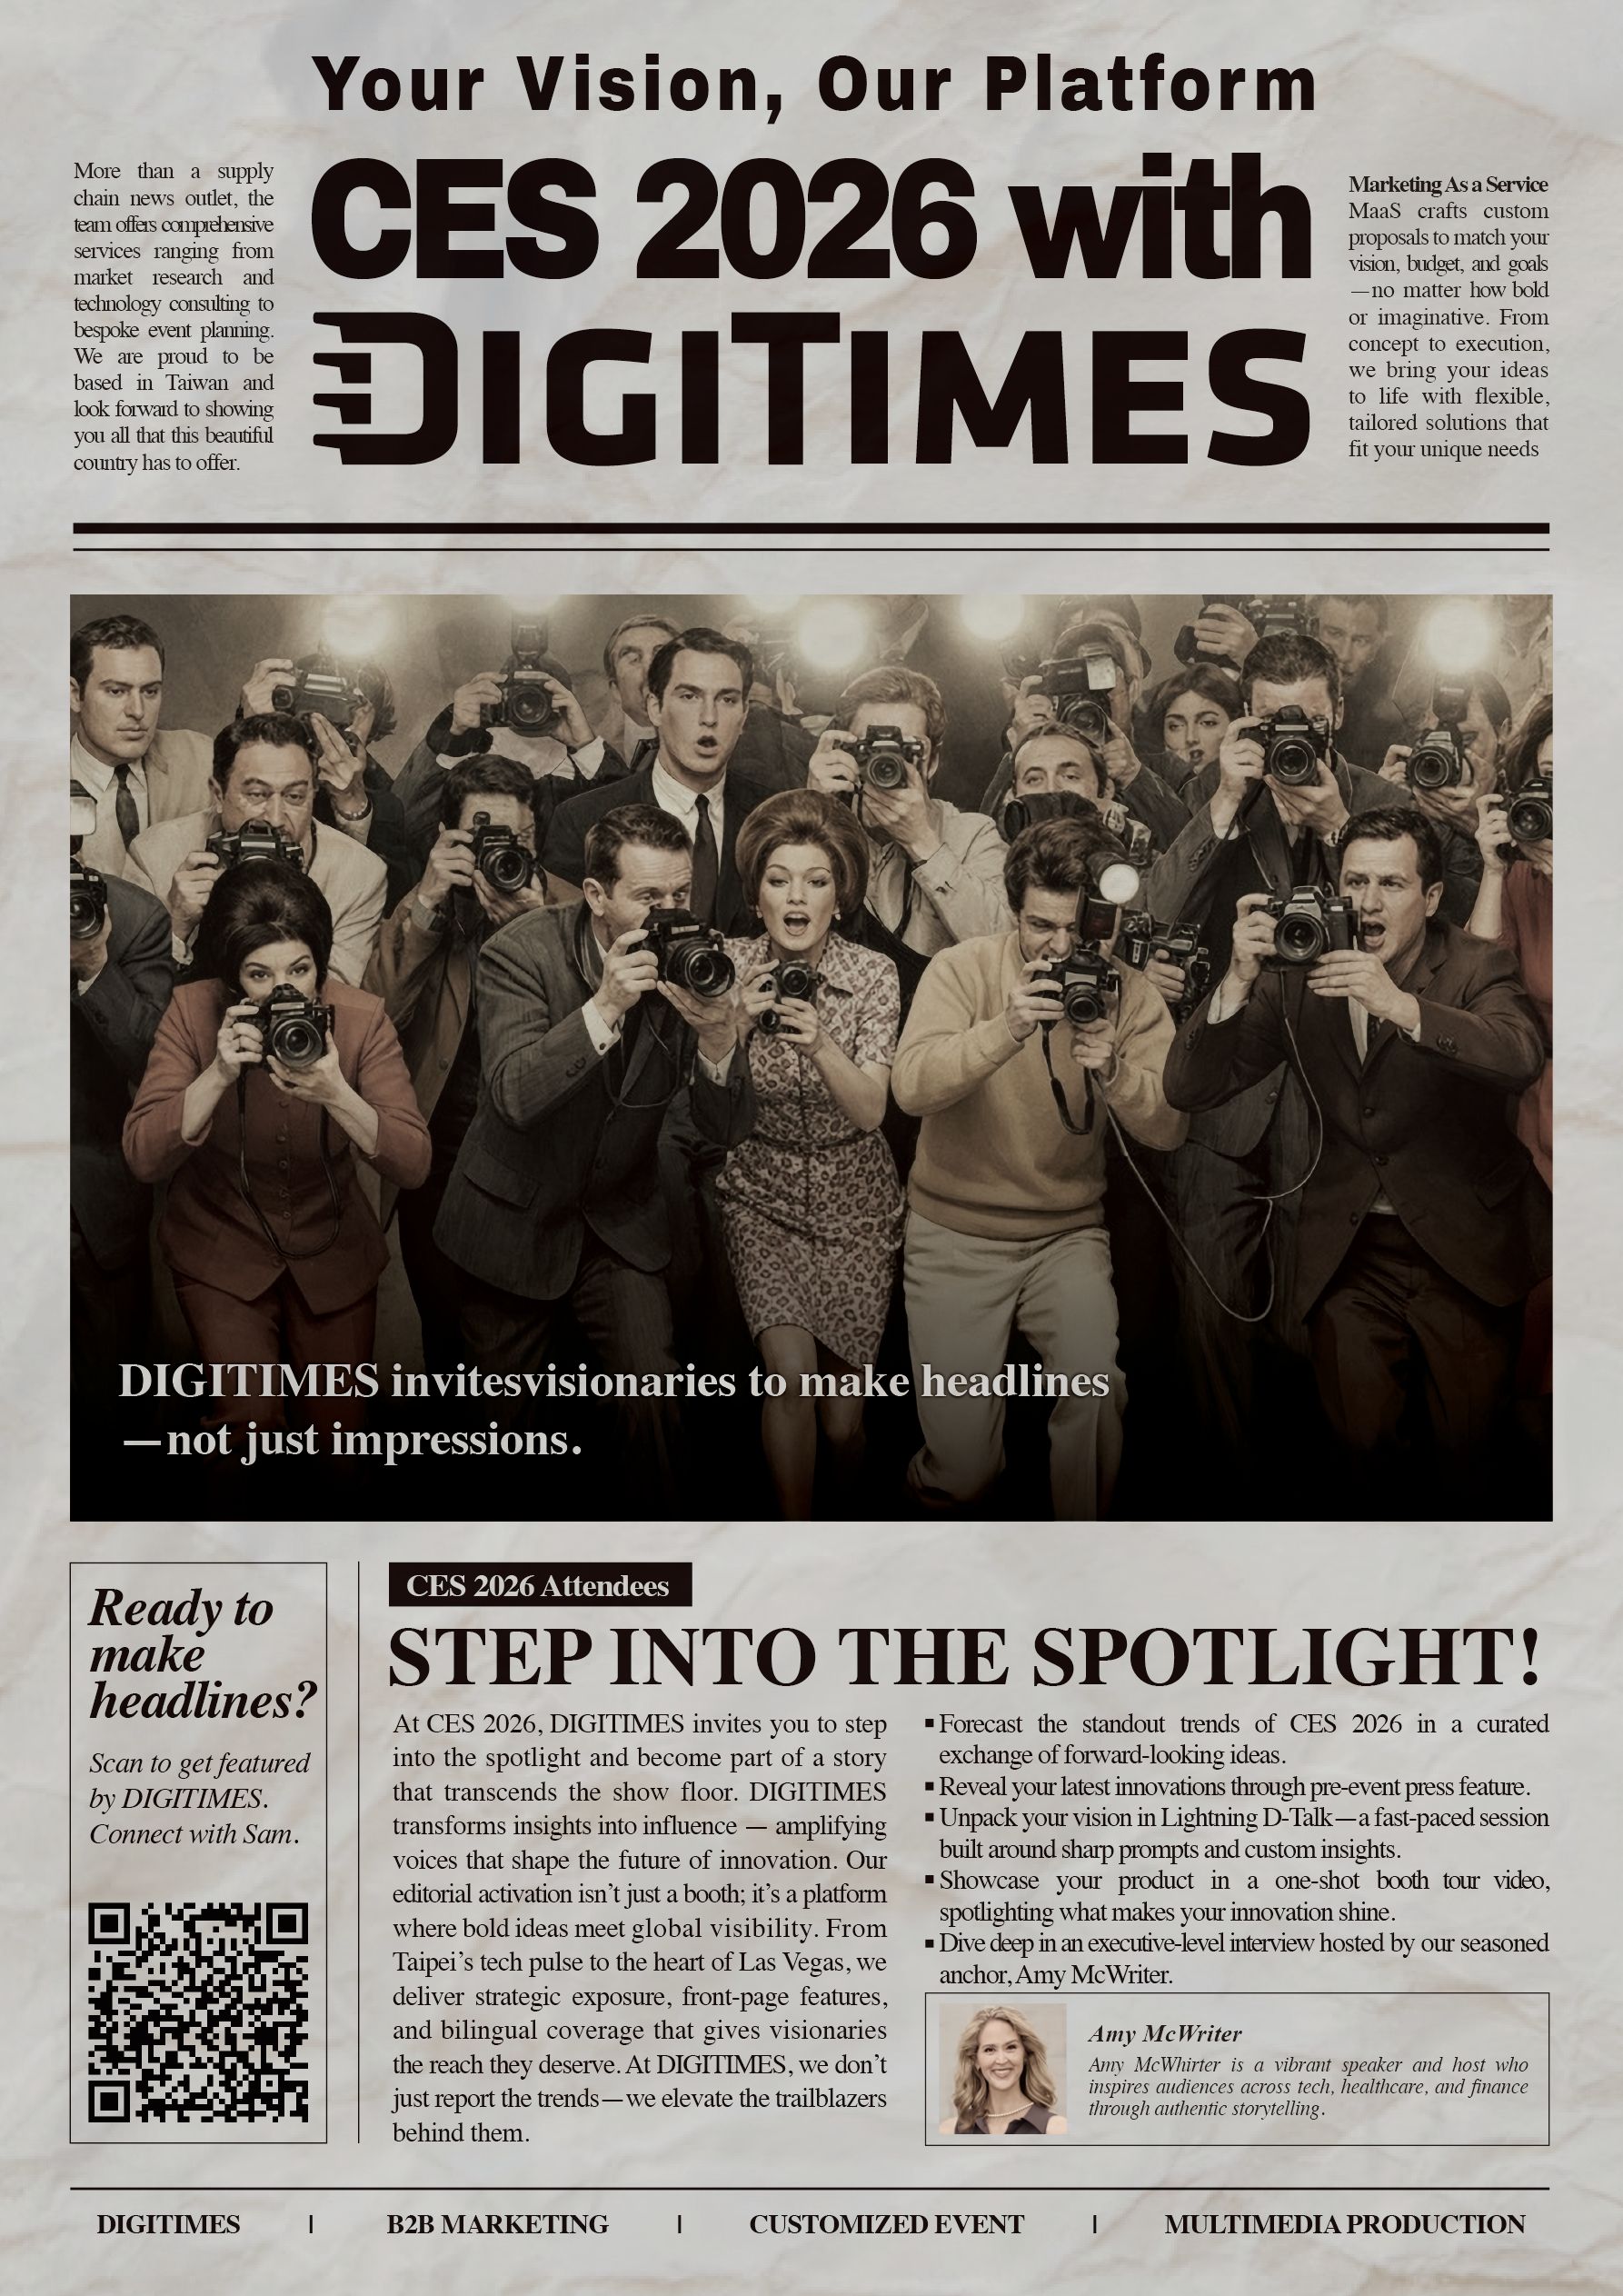 Your Vision, Our Platform
CES 2026 with
DIGITIMES
More than a supply
chain news outlet, the
team offers comprehensive
services ranging from
market research and
technology consulting to
bespoke event planning.
We are proud to be
based in Taiwan and
look forward to showing
you all that this beautiful
country has to offer.
Marketing As a Service
MaaS crafts custom
proposals to match your
vision, budget, and goals
—no matter how bold
or imaginative. From
concept to execution,
we bring your ideas
to life with flexible,
tailored solutions that
fit your unique needs
DIGITIMES invitesvisionaries to make headlines
—not just impressions.
Ready to
make
headlines?
Scan to get featured
by DIGITIMES.
Connect with Sam.
CES 2026 Attendees
STEP INTO THE SPOTLIGHT!
At CES 2026, DIGITIMES invites you to step
into the spotlight and become part of a story
that transcends the show floor. DIGITIMES
transforms insights into influence — amplifying
voices that shape the future of innovation. Our
editorial activation isn’t just a booth; it’s a platform
where bold ideas meet global visibility. From
Taipei’s tech pulse to the heart of Las Vegas, we
deliver strategic exposure, front-page features,
and bilingual coverage that gives visionaries
the reach they deserve. At DIGITIMES, we don’t
just report the trends—we elevate the trailblazers
behind them.
▪ Forecast the standout trends of CES 2026 in a curated
exchange of forward-looking ideas.
▪ Reveal your latest innovations through pre-event press feature.
▪ Unpack your vision in Lightning D-Talk—a fast-paced session
built around sharp prompts and custom insights.
▪ Showcase your product in a one-shot booth tour video,
spotlighting what makes your innovation shine.
▪ Dive deep in an executive-level interview hosted by our seasoned
anchor, Amy McWriter.
Amy McWriter
Amy McWhirter is a vibrant speaker and host who
inspires audiences across tech, healthcare, and finance
through authentic storytelling.
DIGITIMES | B2B MARKETING | CUSTOMIZED EVENT | MULTIMEDIA PRODUCTION